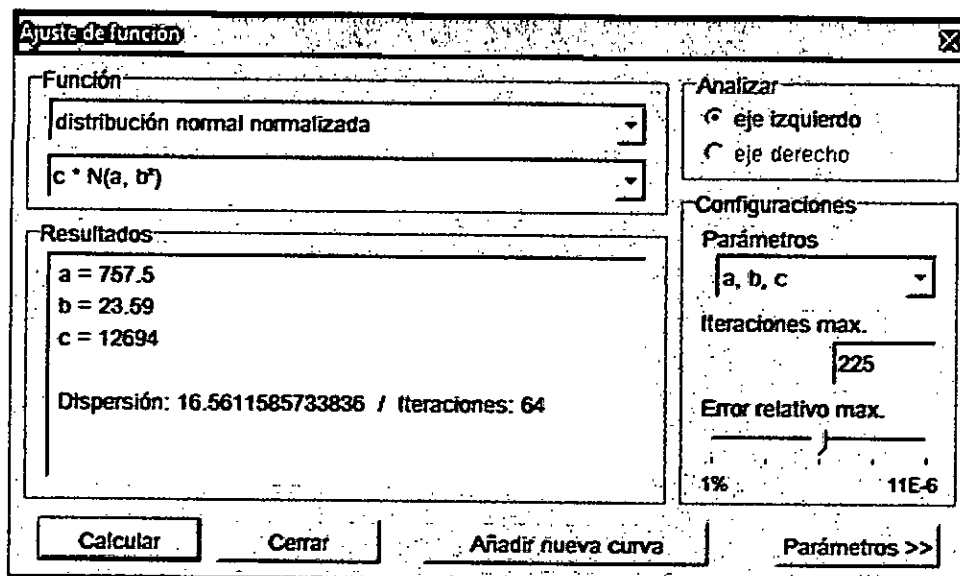 Ajuste de función
Función
distribución normal normalizada
c * N(a, b²)
Resultados
a = 757.5
b = 23.59
c = 12694
Dispersión: 16.5611585733836 / Iteraciones: 64
Analizar
eje izquierdo
eje derecho
Configuraciones
Parámetros
a, b, c
Iteraciones max.
225
Error relativo max.
1% 11E-6
Calcular Cerrar Añadir nueva curva Parámetros >>